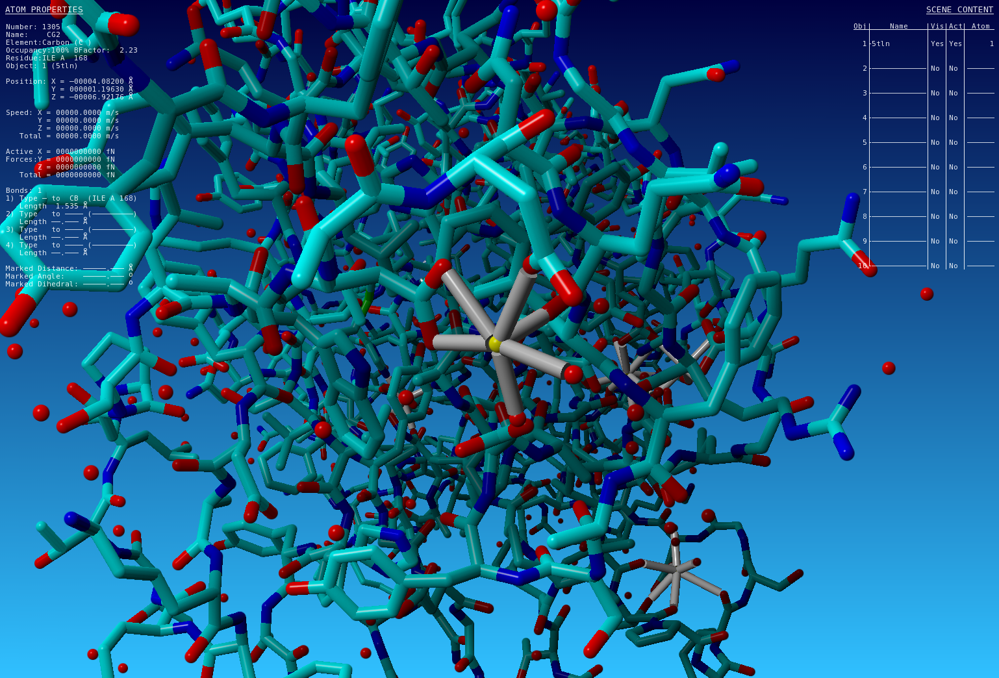 ATOM PROPERTIES
Number: 1305
Name: CG2
Element:Carbon (C )
Occupancy:100% BFactor: 2.23
Residue:ILE A 168
Object: 1 (5tln)
Position: X = -00004.08200 Å
Y = 000001.19630 Å
Z = -00006.92176 Å
Speed: X = 00000.0000 m/s
Y = 00000.0000 m/s
Z = 00000.0000 m/s
Total = 00000.0000 m/s
Active X = 0000000000 fN
Forces:Y = 0000000000 fN
Z = 0000000000 fN
Total = 0000000000 fN
Bonds: 1
1) Type - to CB (ILE A 168)
Length 1.535 Å
2) Type to ---- (---------)
Length --.--- Å
3) Type to ---- (---------)
Length --.--- Å
4) Type to ---- (---------)
Length --.--- Å
Marked Distance: -----.--- Å
Marked Angle: -----.--- °
Marked Dihedral: -----.--- °
SCENE CONTENT
Obj Name Vis Act Atom
1 5tln Yes Yes 1
2 No No
3 No No
4 No No
5 No No
6 No No
7 No No
8 No No
9 No No
10 No No